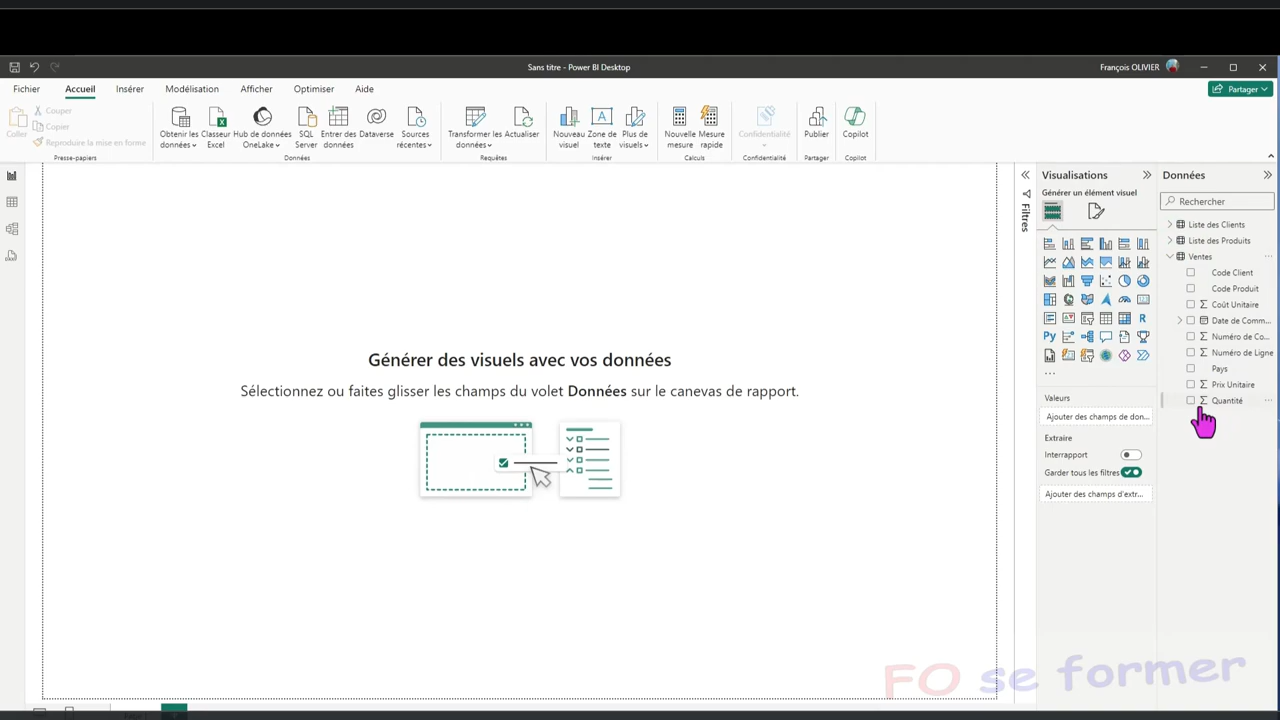 Sans titre - Power BI Desktop
François OLIVIER
Fichier Accueil Insérer Modélisation Afficher Optimiser Aide
Partager
Coller
Couper
Copier
Reproduire la mise en forme
Presse-papiers
Obtenir les données
Classeur Excel
Hub de données OneLake
SQL Server
Entrer des données
Dataverse
Sources récentes
Données
Transformer les données
Actualiser
Requêtes
Nouveau visuel
Zone de texte
Plus de visuels
Insérer
Nouvelle mesure
Mesure rapide
Calculs
Confidentialité
Confidentialité
Publier
Partager
Copilot
Copilot
Générer des visuels avec vos données
Sélectionnez ou faites glisser les champs du volet Données sur le canevas de rapport.
Filtres
Visualisations
Générer un élément visuel
R
Py
Valeurs
Ajouter des champs de don...
Extraire
Interrapport
Garder tous les filtres
Ajouter des champs d'extr...
Données
Rechercher
Liste des Clients
Liste des Produits
Ventes
Code Client
Code Produit
Coût Unitaire
Date de Comm...
Numéro de Co...
Numéro de Ligne
Pays
Prix Unitaire
Quantité
FO se former